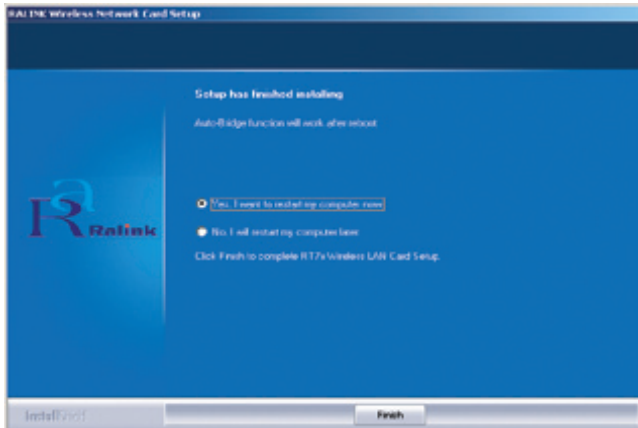 RALINK Wireless Network Card Setup
Setup has finished installing
Auto-Bridge function will work after reboot
Ralink
Yes, I want to restart my computer now
No, I will restart my computer later
Click Finish to complete RT7x Wireless LAN Card Setup.
InstallShield
Finish